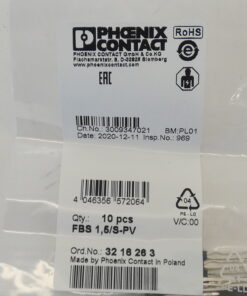 PHŒNIX
CONTACT
RoHS
PHOENIX CONTACT GmbH & Co. KG
Flachsmarktstr. 8, D-32825 Blomberg
www.phoenixcontact.com
EAC
Ch.No.: 3009347021 BM:PL01
Date: 2020-12-11 Insp.No.: 969
4 046356 572064
04
PE-LD
Qty.: 10 pcs V/C.00
FBS 1,5/S-PV
Ord.No.: 32 16 26 3
Made by Phoenix Contact in Poland